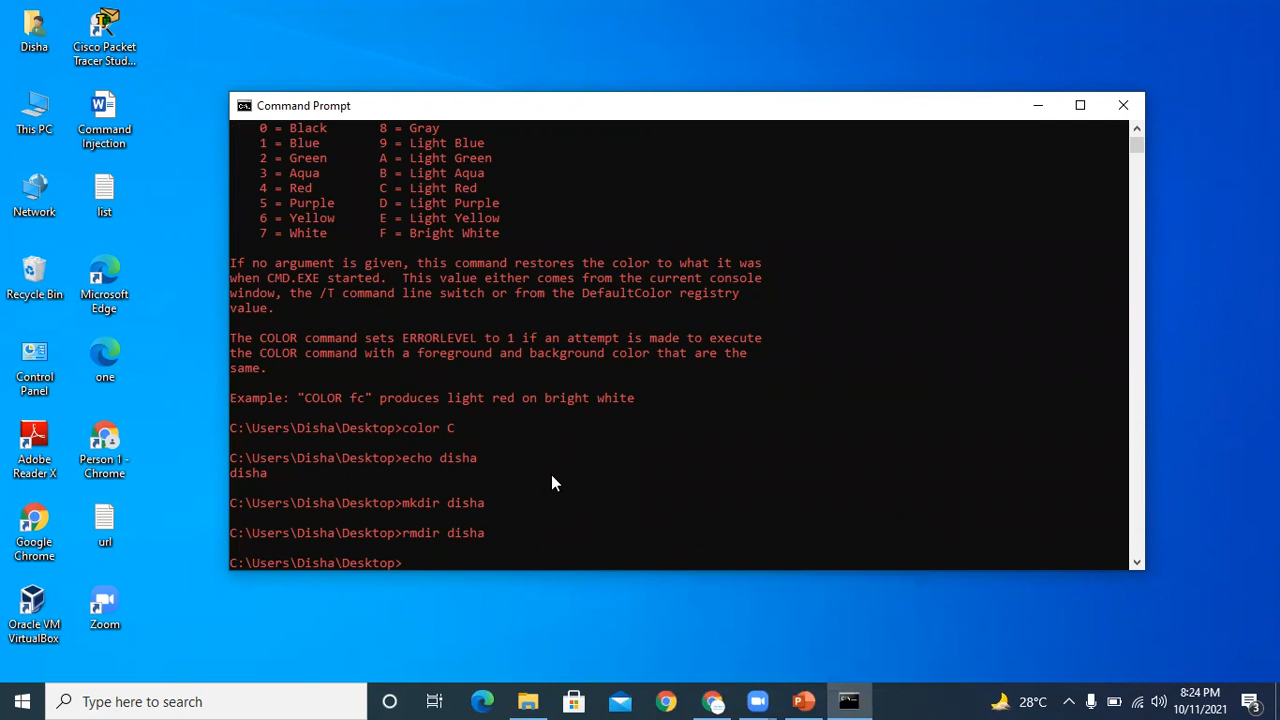 Disha
Cisco Packet
Tracer Stud...
This PC
Command
Injection
Network
list
Recycle Bin
Microsoft
Edge
Control
Panel
one
Adobe
Reader X
Person 1 -
Chrome
Google
Chrome
url
Oracle VM
VirtualBox
Zoom
Command Prompt
0 = Black 8 = Gray
1 = Blue 9 = Light Blue
2 = Green A = Light Green
3 = Aqua B = Light Aqua
4 = Red C = Light Red
5 = Purple D = Light Purple
6 = Yellow E = Light Yellow
7 = White F = Bright White
If no argument is given, this command restores the color to what it was
when CMD.EXE started. This value either comes from the current console
window, the /T command line switch or from the DefaultColor registry
value.
The COLOR command sets ERRORLEVEL to 1 if an attempt is made to execute
the COLOR command with a foreground and background color that are the
same.
Example: "COLOR fc" produces light red on bright white
C:\Users\Disha\Desktop>color C
C:\Users\Disha\Desktop>echo disha
disha
C:\Users\Disha\Desktop>mkdir disha
C:\Users\Disha\Desktop>rmdir disha
C:\Users\Disha\Desktop>
Type here to search
28°C
8:24 PM
10/11/2021
3